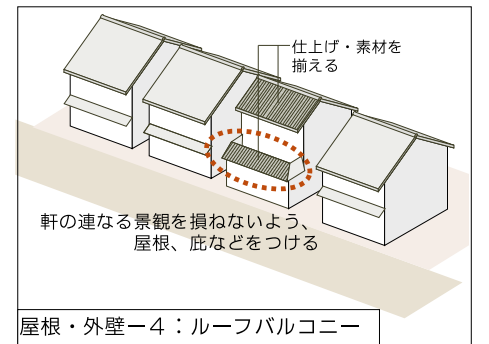 仕上げ・素材を
揃える
軒の連なる景観を損ねないよう、
屋根、庇などをつける
屋根・外壁ー４：ルーフバルコニー